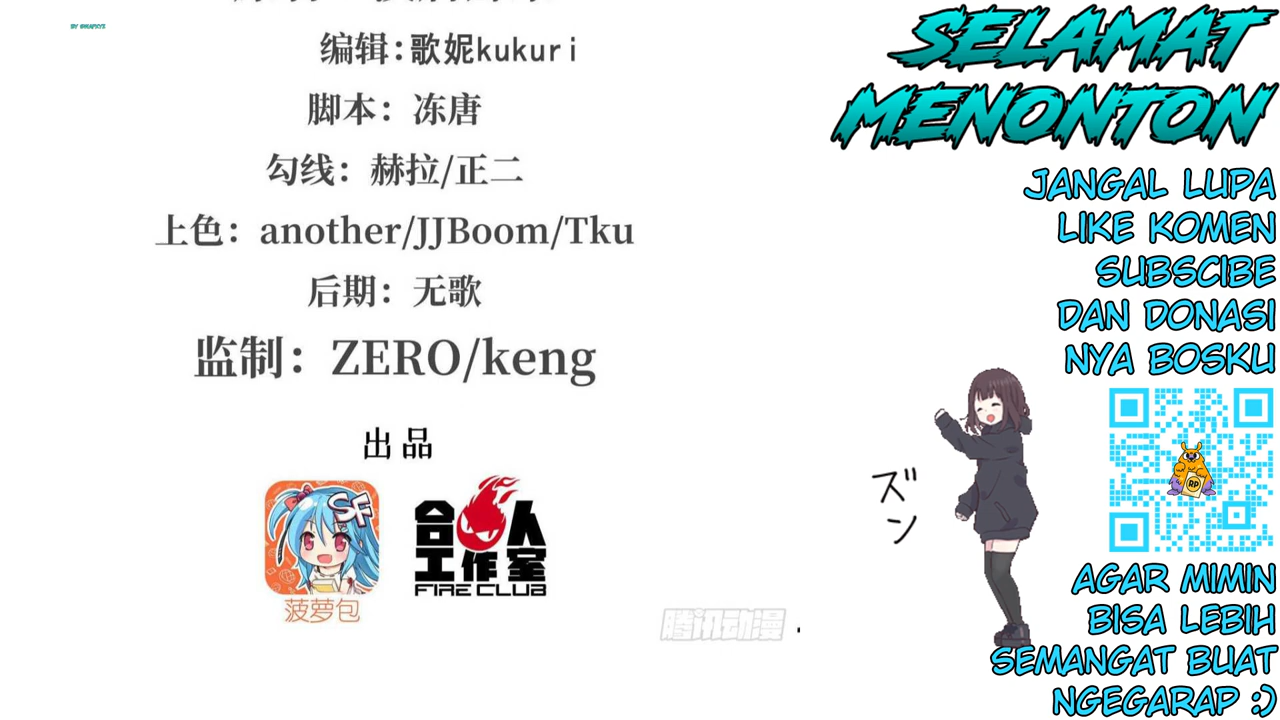 编辑:歌妮kukuri
脚本：冻唐
勾线：赫拉/正二
上色：another/JJBoom/Tku
后期：无歌
监制：ZERO/keng
出品
SF
菠萝包
合火人
工作室
FIRE CLUB
腾讯动漫
SELAMAT
MENONTON
JANGAL LUPA
LIKE KOMEN
SUBSCIBE
DAN DONASI
NYA BOSKU
RP
ズン
AGAR MIMIN
BISA LEBIH
SEMANGAT BUAT
NGEGARAP :)